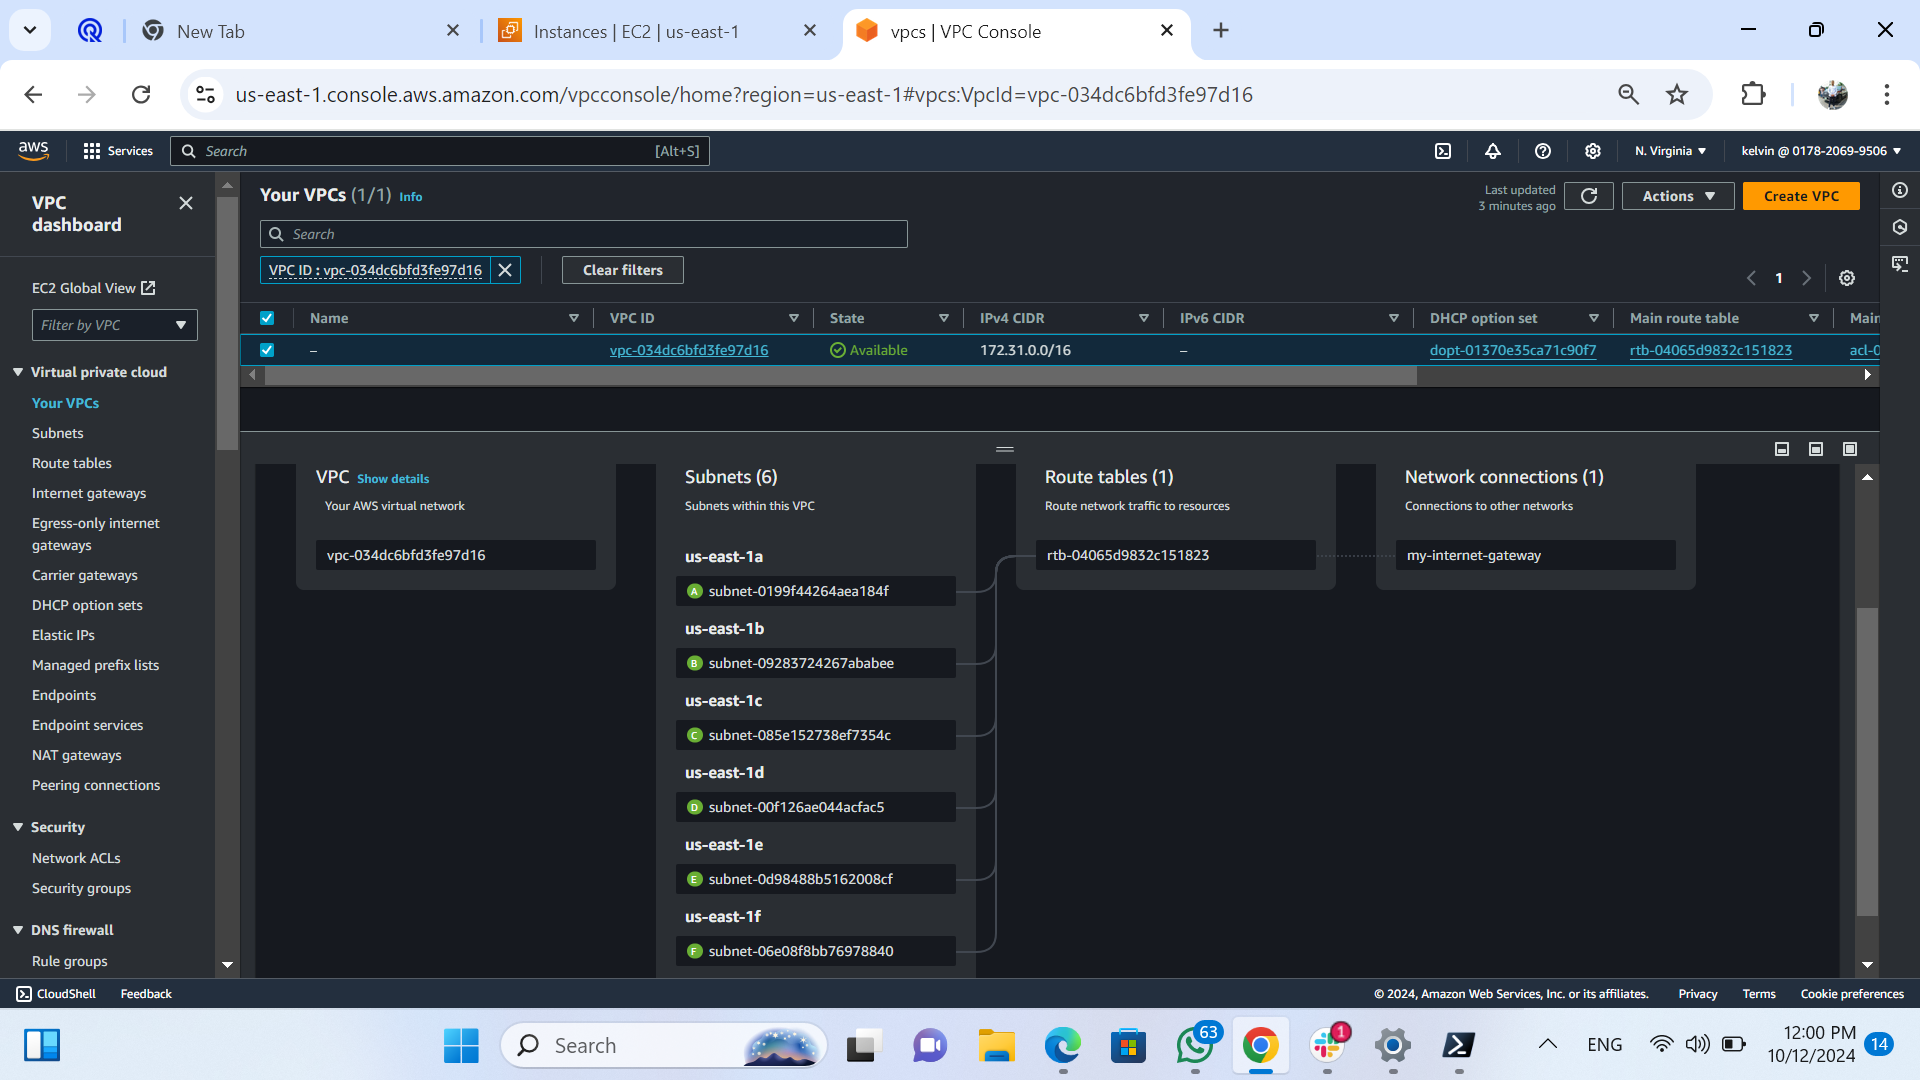 New Tab
Instances | EC2 | us-east-1
vpcs | VPC Console
us-east-1.console.aws.amazon.com/vpcconsole/home?region=us-east-1#vpcs:VpcId=vpc-034dc6bfd3fe97d16
aws
Services
Search
[Alt+S]
N. Virginia
kelvin @ 0178-2069-9506
VPC
dashboard
EC2 Global View
Filter by VPC
Virtual private cloud
Your VPCs
Subnets
Route tables
Internet gateways
Egress-only internet
gateways
Carrier gateways
DHCP option sets
Elastic IPs
Managed prefix lists
Endpoints
Endpoint services
NAT gateways
Peering connections
Security
Network ACLs
Security groups
DNS firewall
Rule groups
Your VPCs (1/1) Info
Last updated
3 minutes ago
Actions
Create VPC
Search
VPC ID : vpc-034dc6bfd3fe97d16
Clear filters
1
Name
VPC ID
State
IPv4 CIDR
IPv6 CIDR
DHCP option set
Main route table
Main
–
vpc-034dc6bfd3fe97d16
Available
172.31.0.0/16
–
dopt-01370e35ca71c90f7
rtb-04065d9832c151823
acl-0
VPC Show details
Your AWS virtual network
vpc-034dc6bfd3fe97d16
Subnets (6)
Subnets within this VPC
us-east-1a
A subnet-0199f44264aea184f
us-east-1b
B subnet-09283724267ababee
us-east-1c
C subnet-085e152738ef7354c
us-east-1d
D subnet-00f126ae044acfac5
us-east-1e
E subnet-0d98488b5162008cf
us-east-1f
F subnet-06e08f8bb76978840
Route tables (1)
Route network traffic to resources
rtb-04065d9832c151823
Network connections (1)
Connections to other networks
my-internet-gateway
CloudShell
Feedback
© 2024, Amazon Web Services, Inc. or its affiliates.
Privacy
Terms
Cookie preferences
Search
63
1
ENG
12:00 PM
10/12/2024
14